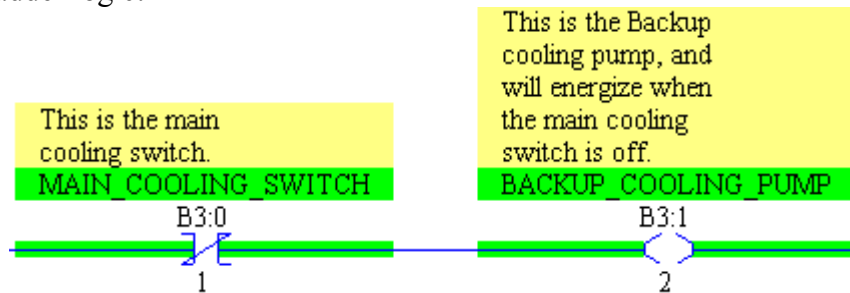 This is the Backup
cooling pump, and
will energize when
the main cooling
switch is off.
This is the main
cooling switch.
MAIN_COOLING_SWITCH
BACKUP_COOLING_PUMP
B3:0
B3:1
1
2